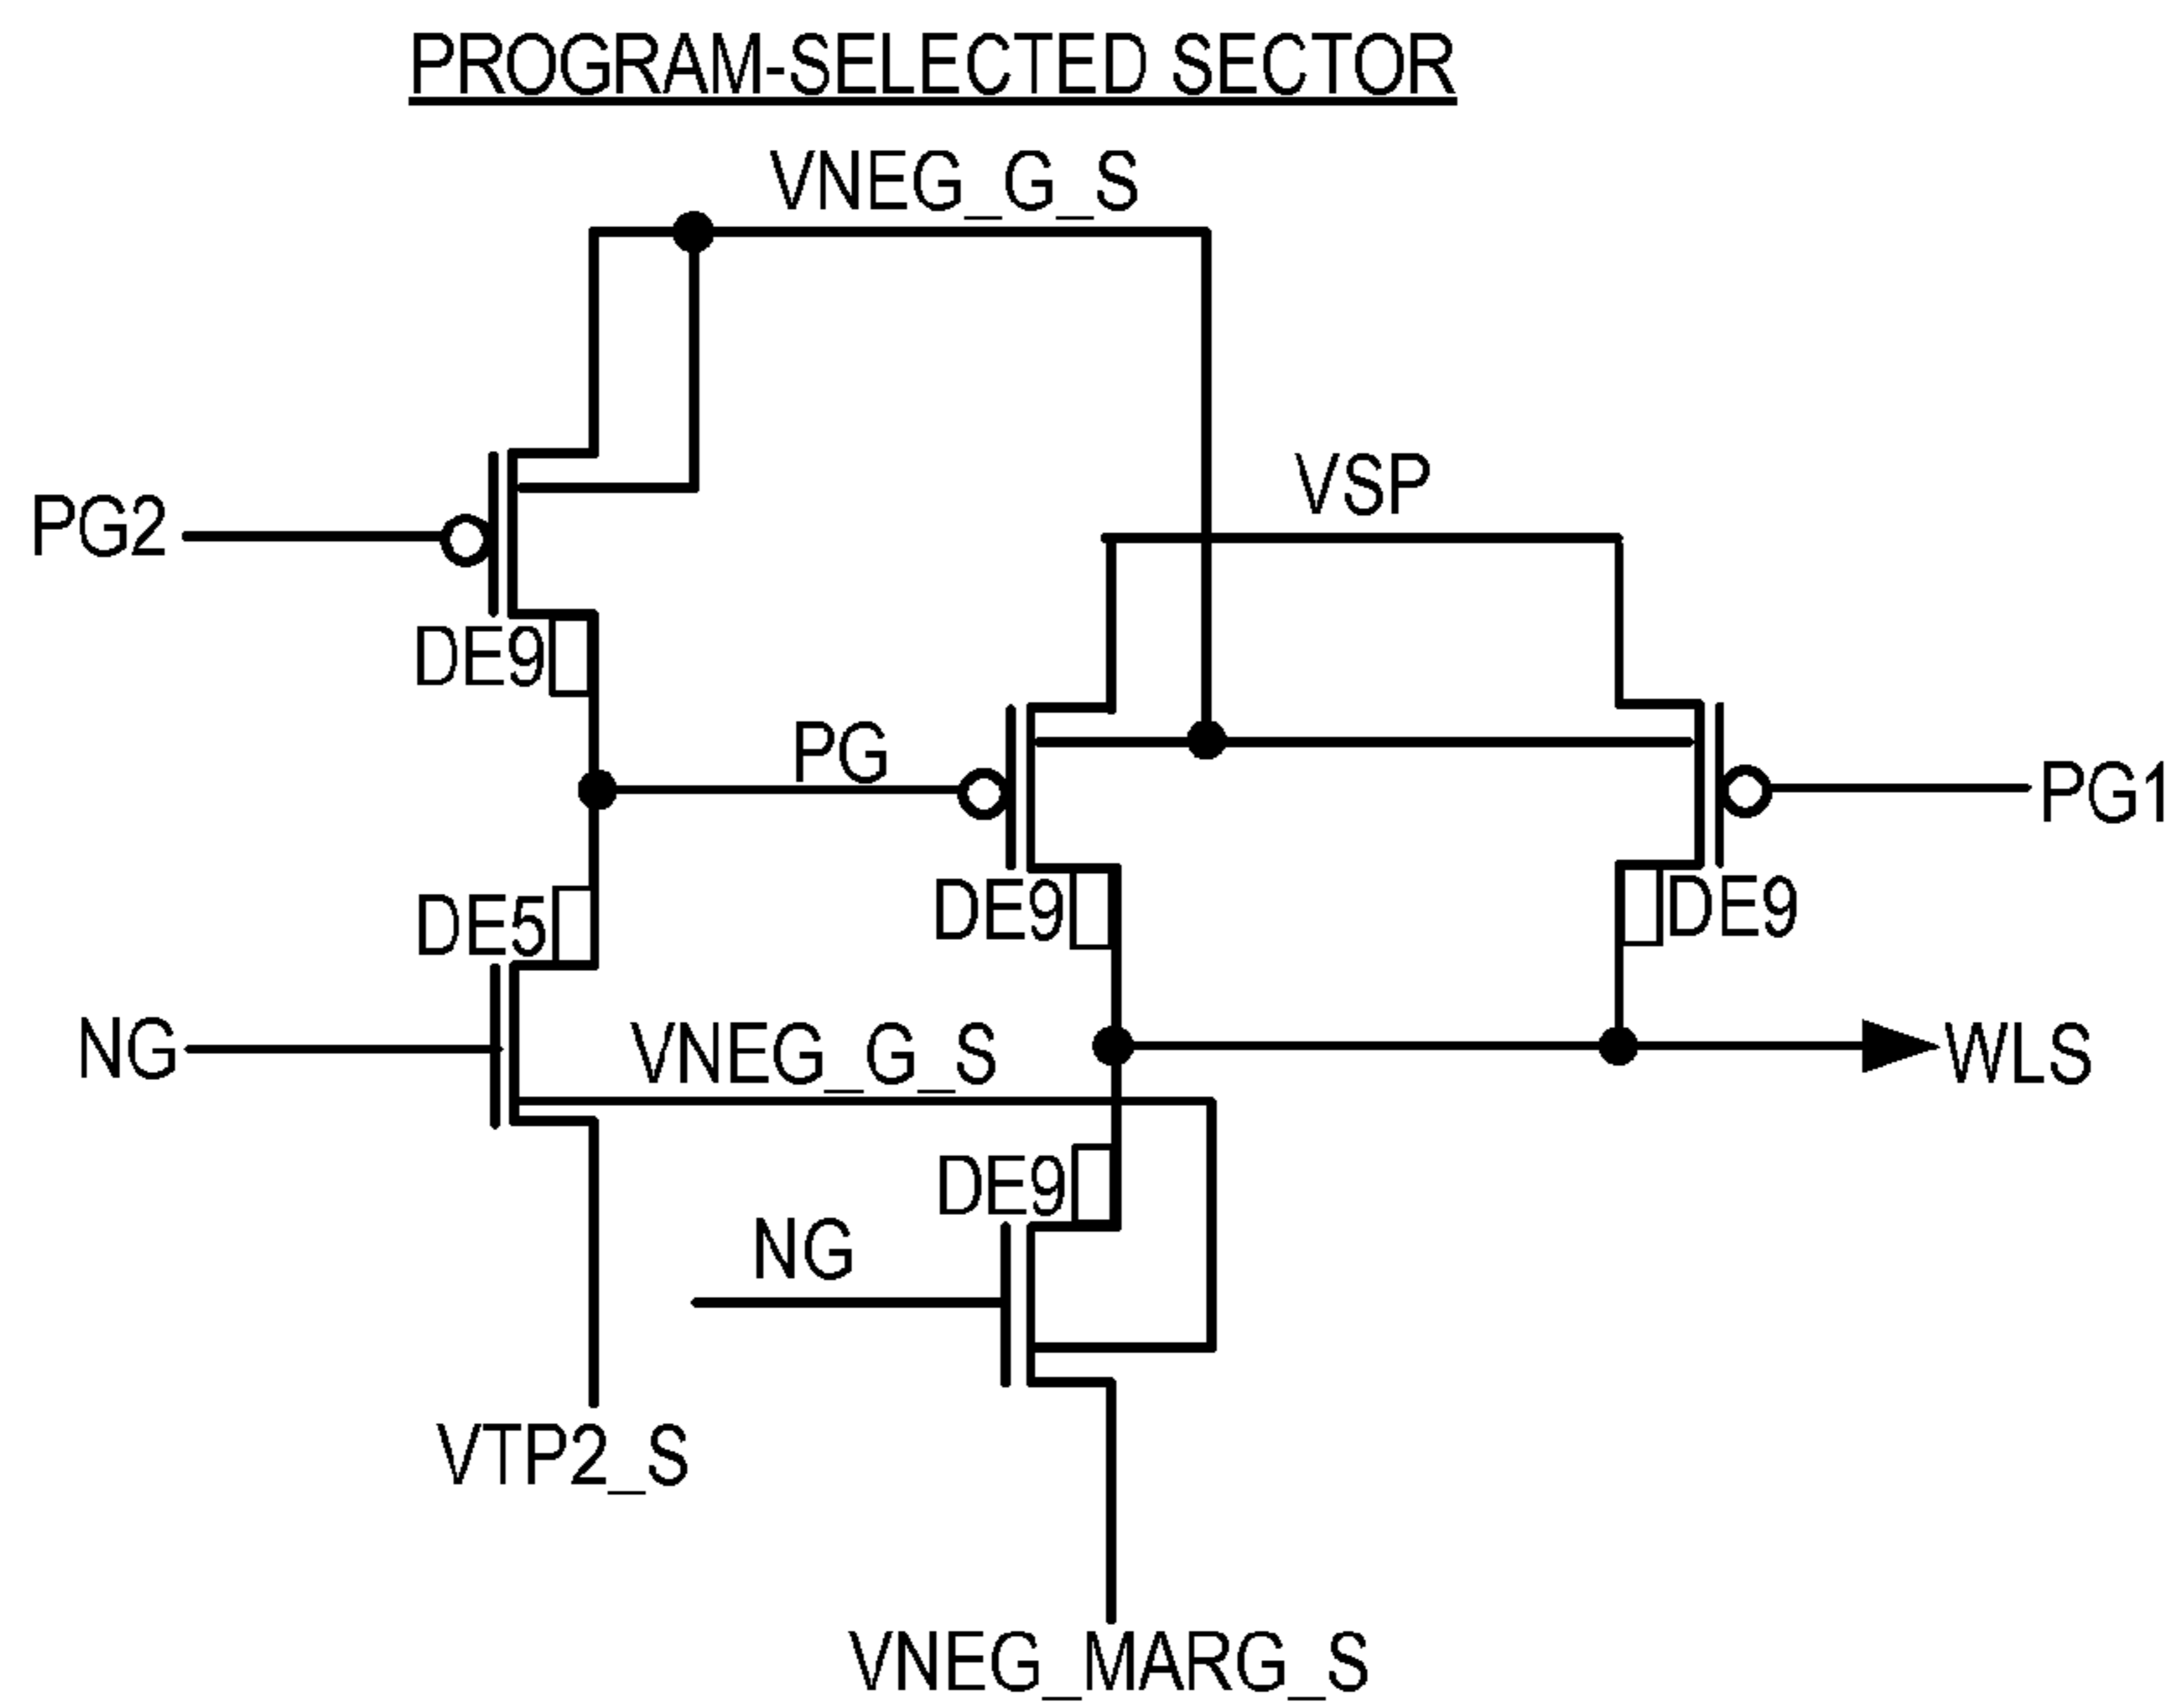 PROGRAM-SELECTED SECTOR
VNEG_G_S
VSP
PG2
DE9
PG
PG1
DE5
DE9
DE9
NG
VNEG_G_S
WLS
DE9
NG
VTP2_S
VNEG_MARG_S